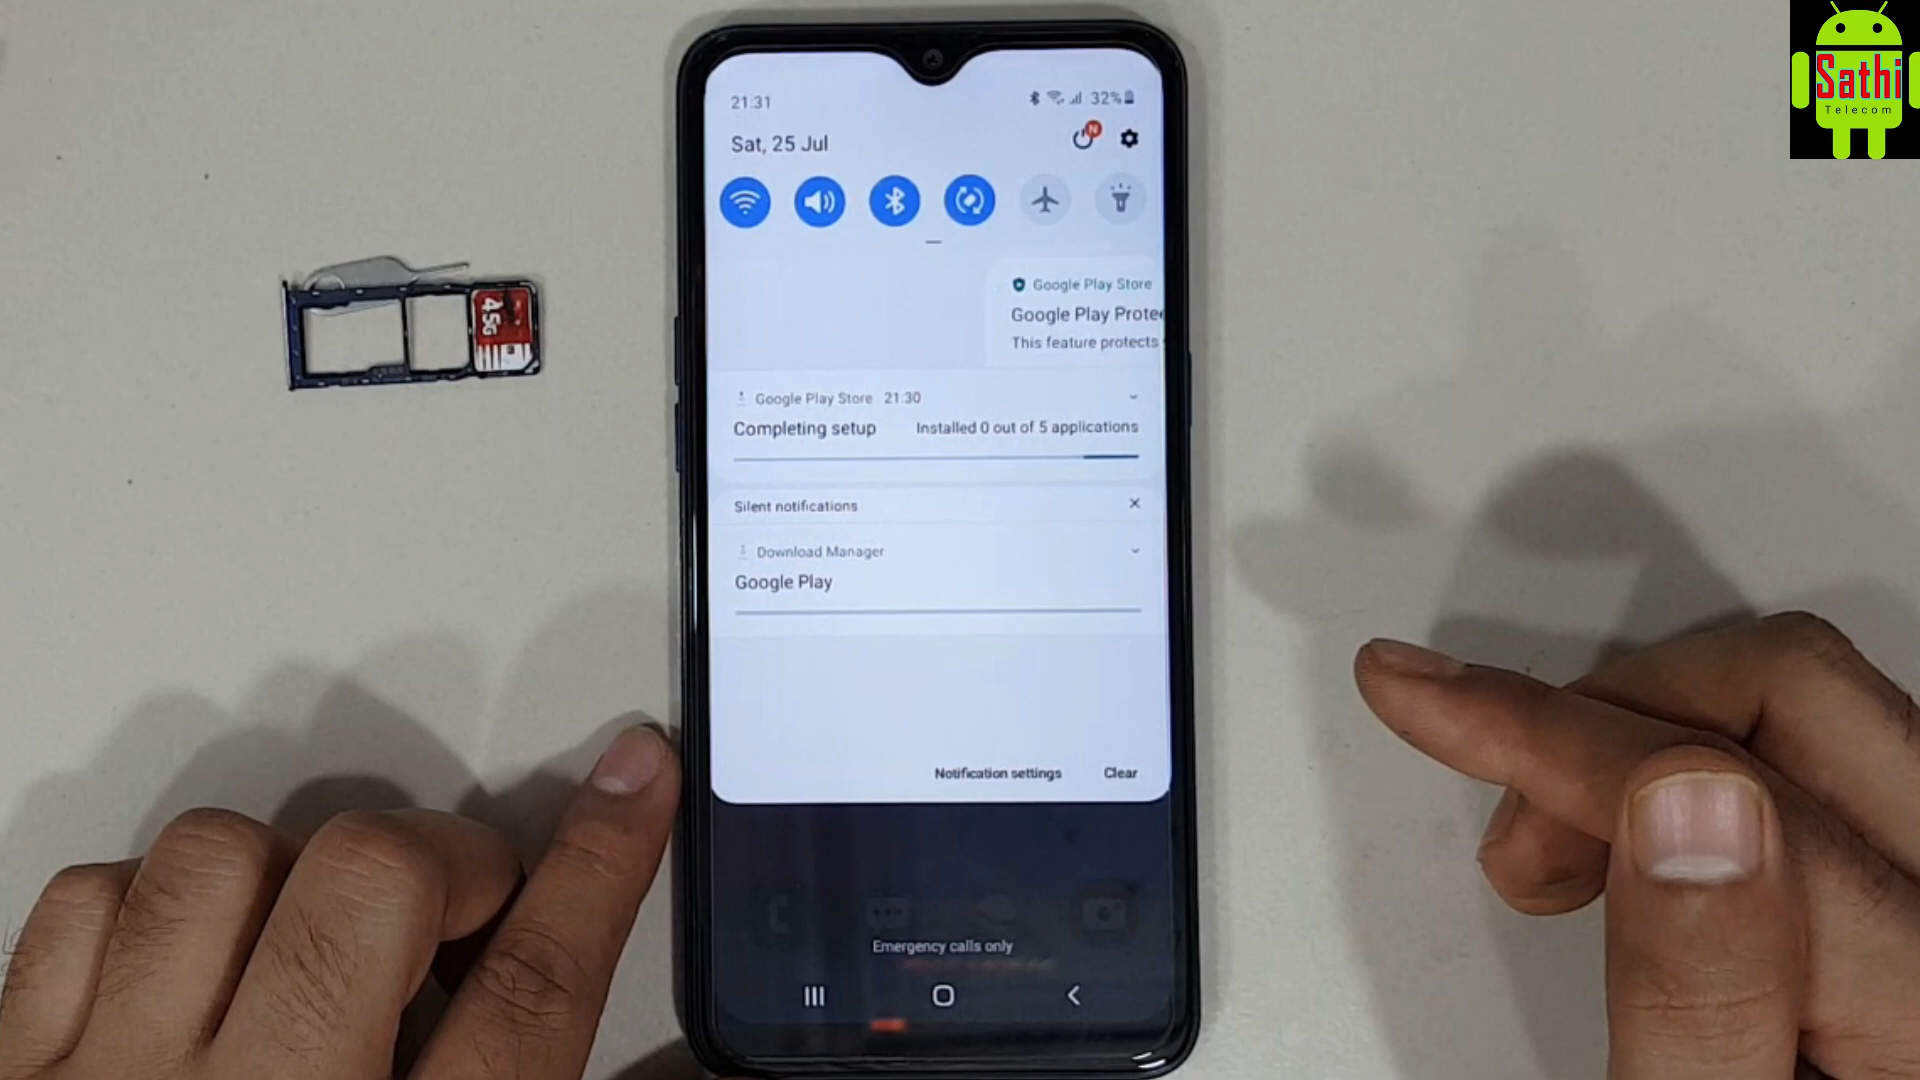 Sathi
Telecom
21:31
32%
Sat, 25 Jul
N
Google Play Store
Google Play Prote
This feature protects
Google Play Store 21:30
Completing setup Installed 0 out of 5 applications
Silent notifications
Download Manager
Google Play
Notification settings Clear
Emergency calls only
4.5G